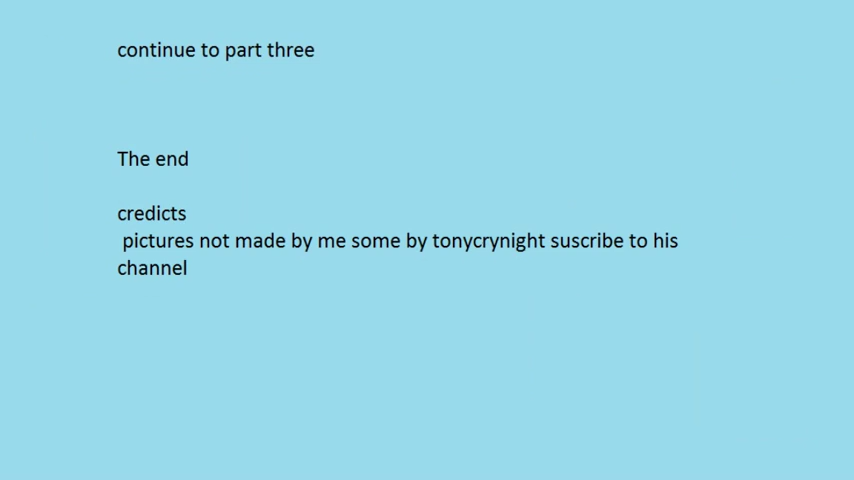 continue to part three
The end
credicts
pictures not made by me some by tonycrynight suscribe to his
channel